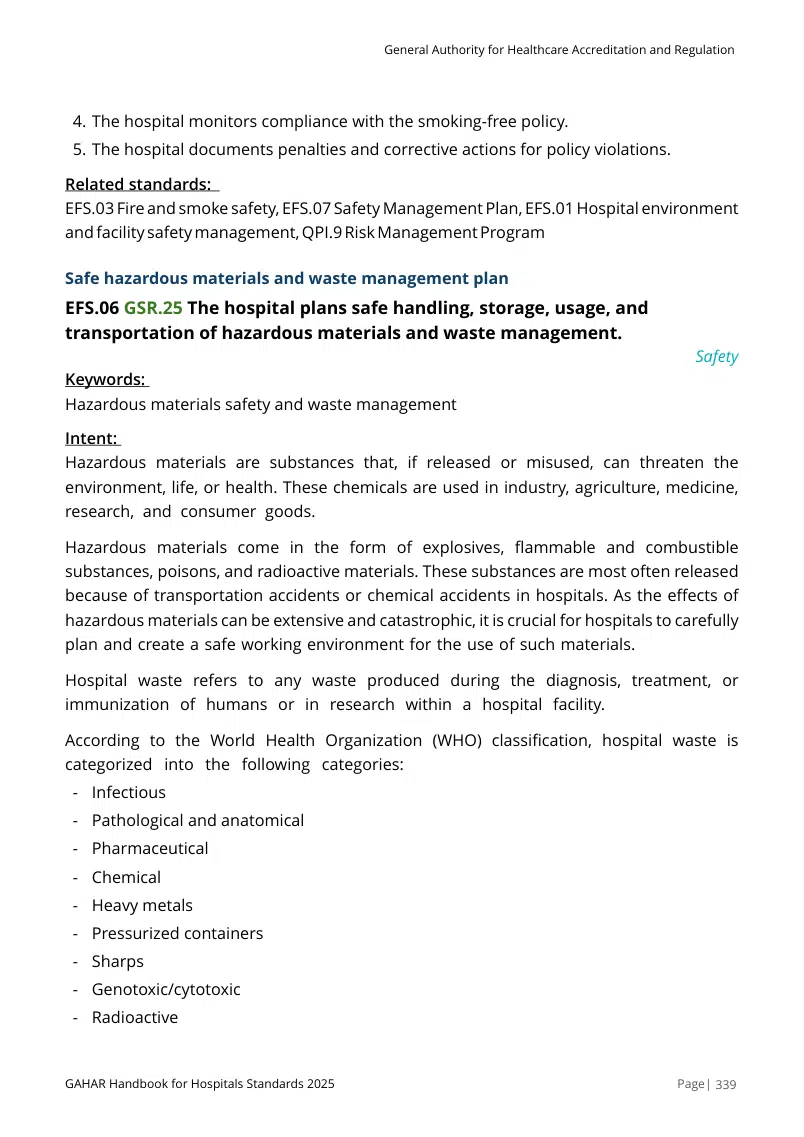 General Authority for Healthcare Accreditation and Regulation
4. The hospital monitors compliance with the smoking-free policy.
5. The hospital documents penalties and corrective actions for policy violations.
Related standards:
EFS.03 Fire and smoke safety, EFS.07 Safety Management Plan, EFS.01 Hospital environment
and facility safety management, QPI.9 Risk Management Program
Safe hazardous materials and waste management plan
EFS.06 GSR.25 The hospital plans safe handling, storage, usage, and
transportation of hazardous materials and waste management.
Safety
Keywords:
Hazardous materials safety and waste management
Intent:
Hazardous materials are substances that, if released or misused, can threaten the
environment, life, or health. These chemicals are used in industry, agriculture, medicine,
research, and consumer goods.
Hazardous materials come in the form of explosives, flammable and combustible
substances, poisons, and radioactive materials. These substances are most often released
because of transportation accidents or chemical accidents in hospitals. As the effects of
hazardous materials can be extensive and catastrophic, it is crucial for hospitals to carefully
plan and create a safe working environment for the use of such materials.
Hospital waste refers to any waste produced during the diagnosis, treatment, or
immunization of humans or in research within a hospital facility.
According to the World Health Organization (WHO) classification, hospital waste is
categorized into the following categories:
- Infectious
- Pathological and anatomical
- Pharmaceutical
- Chemical
- Heavy metals
- Pressurized containers
- Sharps
- Genotoxic/cytotoxic
- Radioactive
GAHAR Handbook for Hospitals Standards 2025
Page| 339